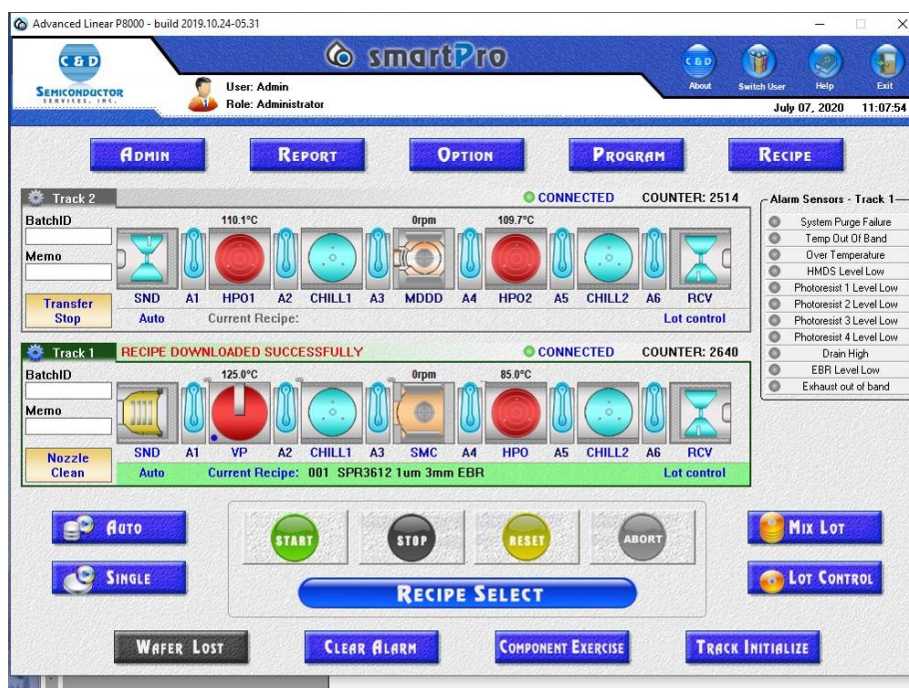 Advanced Linear P8000 - build 2019.10.24-05.31
C & D
SEMICONDUCTOR
SERVICES, INC.
smartPro
User: Admin
Role: Administrator
C & D
About
Switch User
Help
Exit
July 07, 2020 11:07:54
ADMIN REPORT OPTION PROGRAM RECIPE
Track 2 CONNECTED COUNTER: 2514
BatchID
Memo
110.1°C 0rpm 109.7°C
SND A1 HPO1 A2 CHILL1 A3 MDDD A4 HPO2 A5 CHILL2 A6 RCV
Transfer
Stop
Auto Current Recipe: Lot control
Track 1 RECIPE DOWNLOADED SUCCESSFULLY CONNECTED COUNTER: 2640
BatchID
Memo
125.0°C 0rpm 85.0°C
SND A1 VP A2 CHILL1 A3 SMC A4 HPO A5 CHILL2 A6 RCV
Nozzle
Clean
Auto Current Recipe: 001 SPR3612 1um 3mm EBR Lot control
Alarm Sensors - Track 1
System Purge Failure
Temp Out Of Band
Over Temperature
HMDS Level Low
Photoresist 1 Level Low
Photoresist 2 Level Low
Photoresist 3 Level Low
Photoresist 4 Level Low
Drain High
EBR Level Low
Exhaust out of band
AUTO
SINGLE
START STOP RESET ABORT
RECIPE SELECT
MIX LOT
LOT CONTROL
WAFER LOST CLEAR ALARM COMPONENT EXERCISE TRACK INITIALIZE